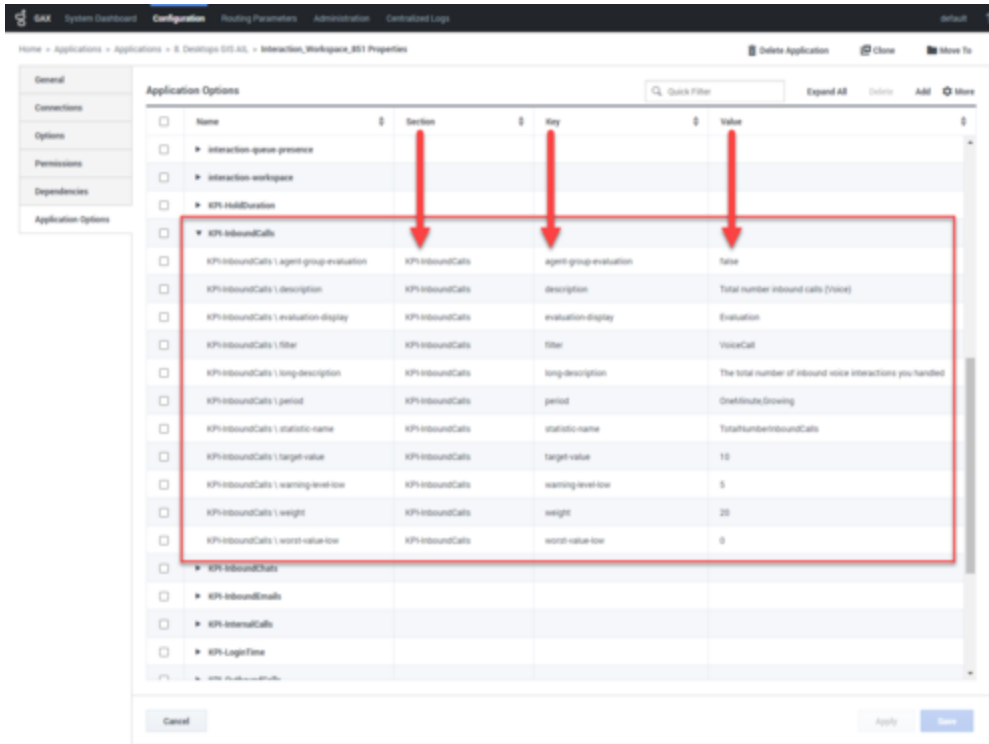 GAX System Dashboard Configuration Routing Parameters Administration Centralized Logs default
Home > Applications > Applications > 8. Desktops GIS AIL > Interaction_Workspace_851 Properties Delete Application Clone Move To
General
Connections
Options
Permissions
Dependencies
Application Options
Application Options Quick Filter Expand All Delete Add More
Name Section Key Value
interaction-queue-presence
interaction-workspace
KPI-HoldDuration
KPI-InboundCalls
KPI-InboundCalls \ agent-group-evaluation KPI-InboundCalls agent-group-evaluation false
KPI-InboundCalls \ description KPI-InboundCalls description Total number inbound calls (Voice)
KPI-InboundCalls \ evaluation-display KPI-InboundCalls evaluation-display Evaluation
KPI-InboundCalls \ filter KPI-InboundCalls filter VoiceCall
KPI-InboundCalls \ long-description KPI-InboundCalls long-description The total number of inbound voice interactions you handled
KPI-InboundCalls \ period KPI-InboundCalls period OneMinute,Growing
KPI-InboundCalls \ statistic-name KPI-InboundCalls statistic-name TotalNumberInboundCalls
KPI-InboundCalls \ target-value KPI-InboundCalls target-value 10
KPI-InboundCalls \ warning-level-low KPI-InboundCalls warning-level-low 5
KPI-InboundCalls \ weight KPI-InboundCalls weight 20
KPI-InboundCalls \ worst-value-low KPI-InboundCalls worst-value-low 0
KPI-InboundChats
KPI-InboundEmails
KPI-InternalCalls
KPI-LoginTime
KPI-OutboundCalls
Cancel Apply Save